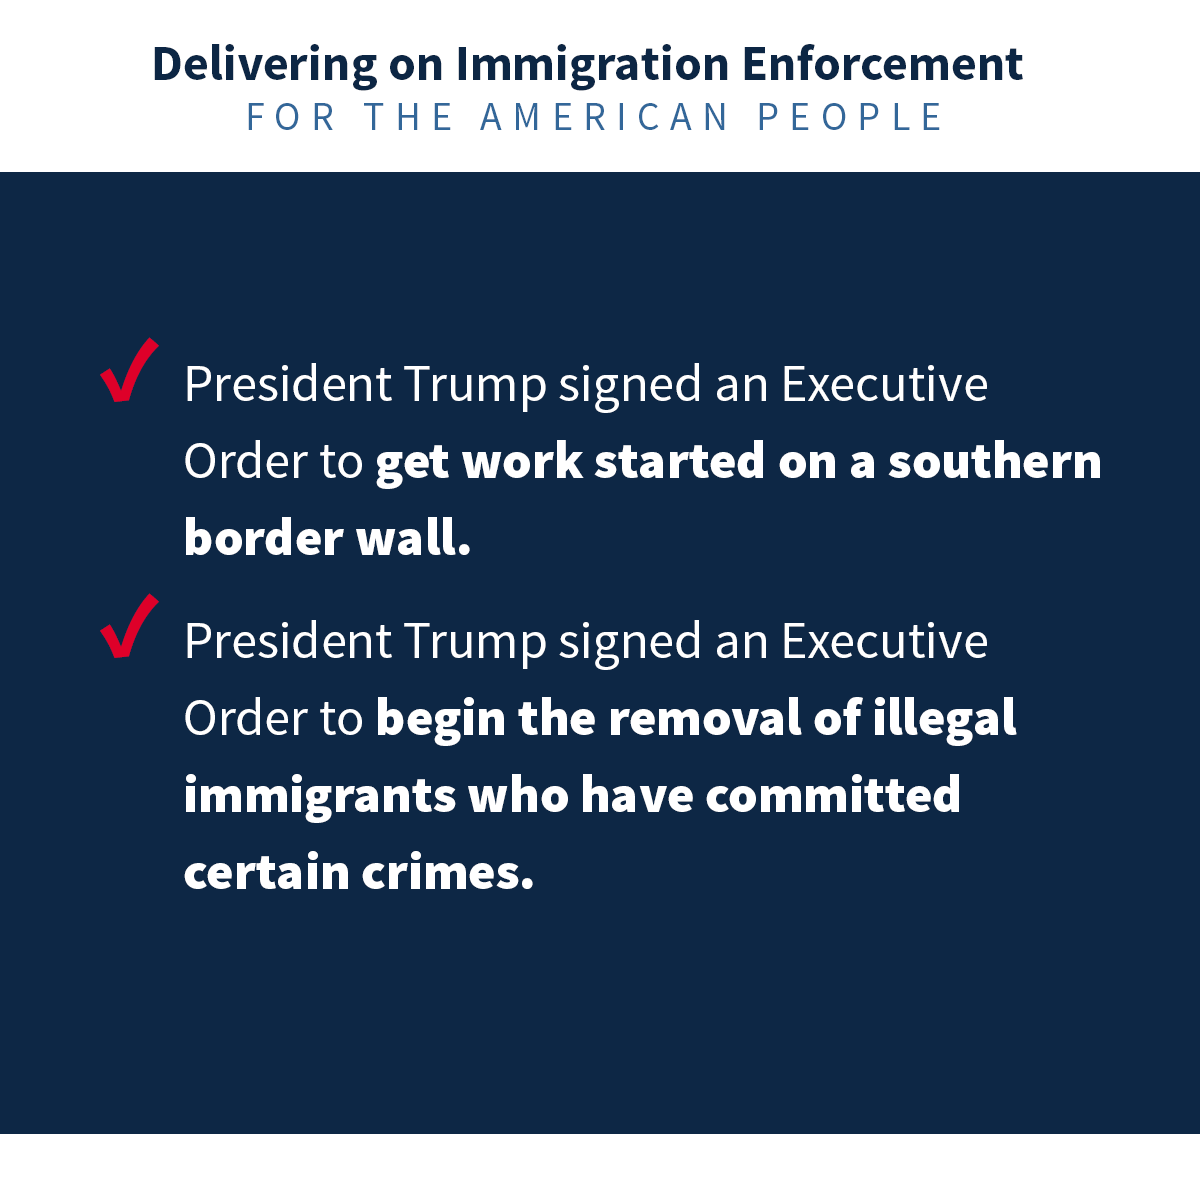 Delivering on Immigration Enforcement
FOR THE AMERICAN PEOPLE
President Trump signed an Executive
Order to get work started on a southern
border wall.
President Trump signed an Executive
Order to begin the removal of illegal
immigrants who have committed
certain crimes.